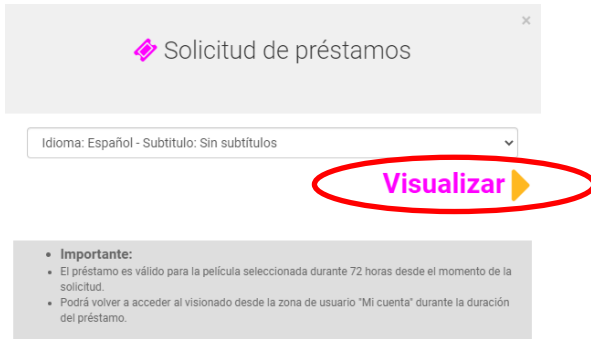 ×
Solicitud de préstamos
Idioma: Español - Subtitulo: Sin subtítulos
Visualizar
• Importante:
• El préstamo es válido para la película seleccionada durante 72 horas desde el momento de la
solicitud.
• Podrá volver a acceder al visionado desde la zona de usuario "Mi cuenta" durante la duración
del préstamo.